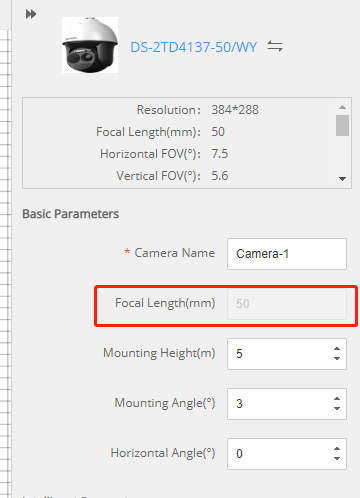 DS-2TD4137-50/WY
Resolution: 384*288
Focal Length(mm): 50
Horizontal FOV(°): 7.5
Vertical FOV(°): 5.6
Basic Parameters
* Camera Name Camera-1
Focal Length(mm) 50
Mounting Height(m) 5
Mounting Angle(°) 3
Horizontal Angle(°) 0